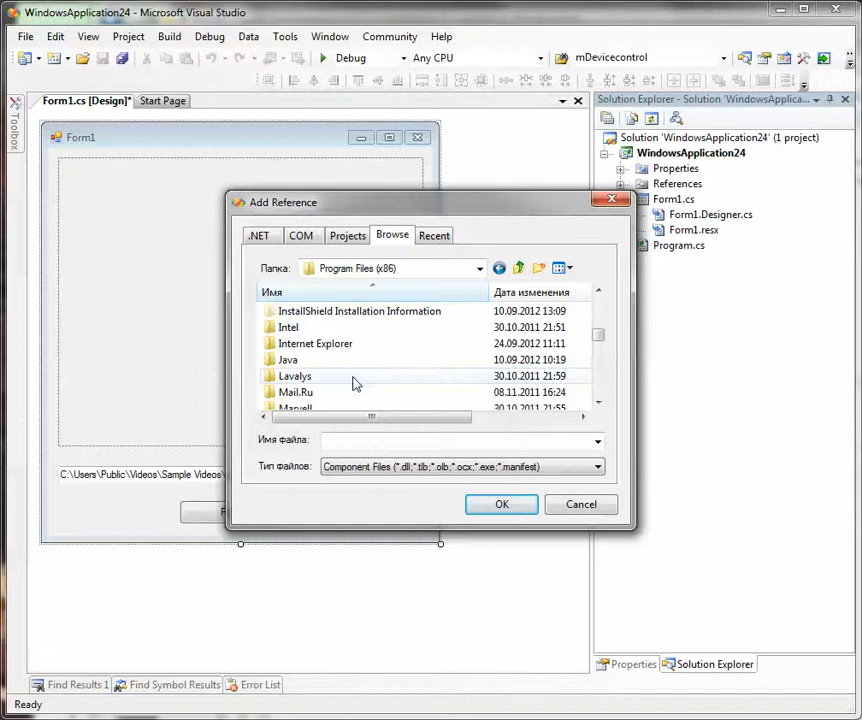 WindowsApplication24 - Microsoft Visual Studio
File Edit View Project Build Debug Data Tools Window Community Help
Debug Any CPU mDevicecontrol
Form1.cs [Design]* Start Page
Solution Explorer - Solution 'WindowsApplica...
Toolbox
Form1
Solution 'WindowsApplication24' (1 project)
WindowsApplication24
Properties
References
Form1.cs
Form1.Designer.cs
Form1.resx
Program.cs
Add Reference
.NET COM Projects Browse Recent
Папка: Program Files (x86)
Имя Дата изменения
InstallShield Installation Information 10.09.2012 13:09
Intel 30.10.2011 21:51
Internet Explorer 24.09.2012 11:11
Java 10.09.2012 10:19
Lavalys 30.10.2011 21:59
Mail.Ru 08.11.2011 16:24
Marvell 30.10.2011 21:55
Имя файла:
Тип файлов: Component Files (*.dll;*.tlb;*.olb;*.ocx;*.exe;*.manifest)
OK Cancel
C:\Users\Public\Videos\Sample Videos\
Properties Solution Explorer
Find Results 1 Find Symbol Results Error List
Ready